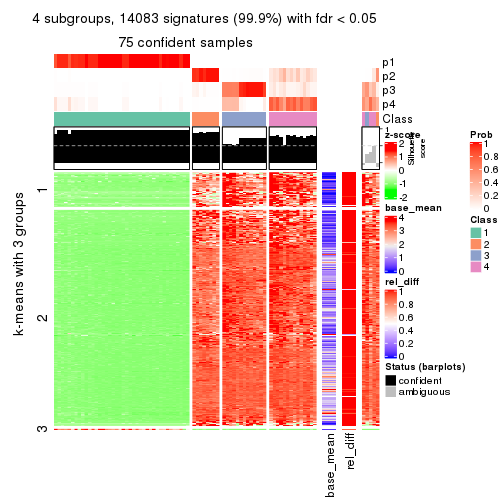 4 subgroups, 14083 signatures (99.9%) with fdr < 0.05
75 confident samples
p1
p2
p3
p4
Class
1
Silhouette
score
k-means with 3 groups
1
2
3
base_mean
rel_diff
z-score
2
1
0
-1
-2
base_mean
4
3
2
1
0
rel_diff
1
0.8
0.6
0.4
0.2
0
Status (barplots)
confident
ambiguous
Prob
1
0.8
0.6
0.4
0.2
0
Class
1
2
3
4